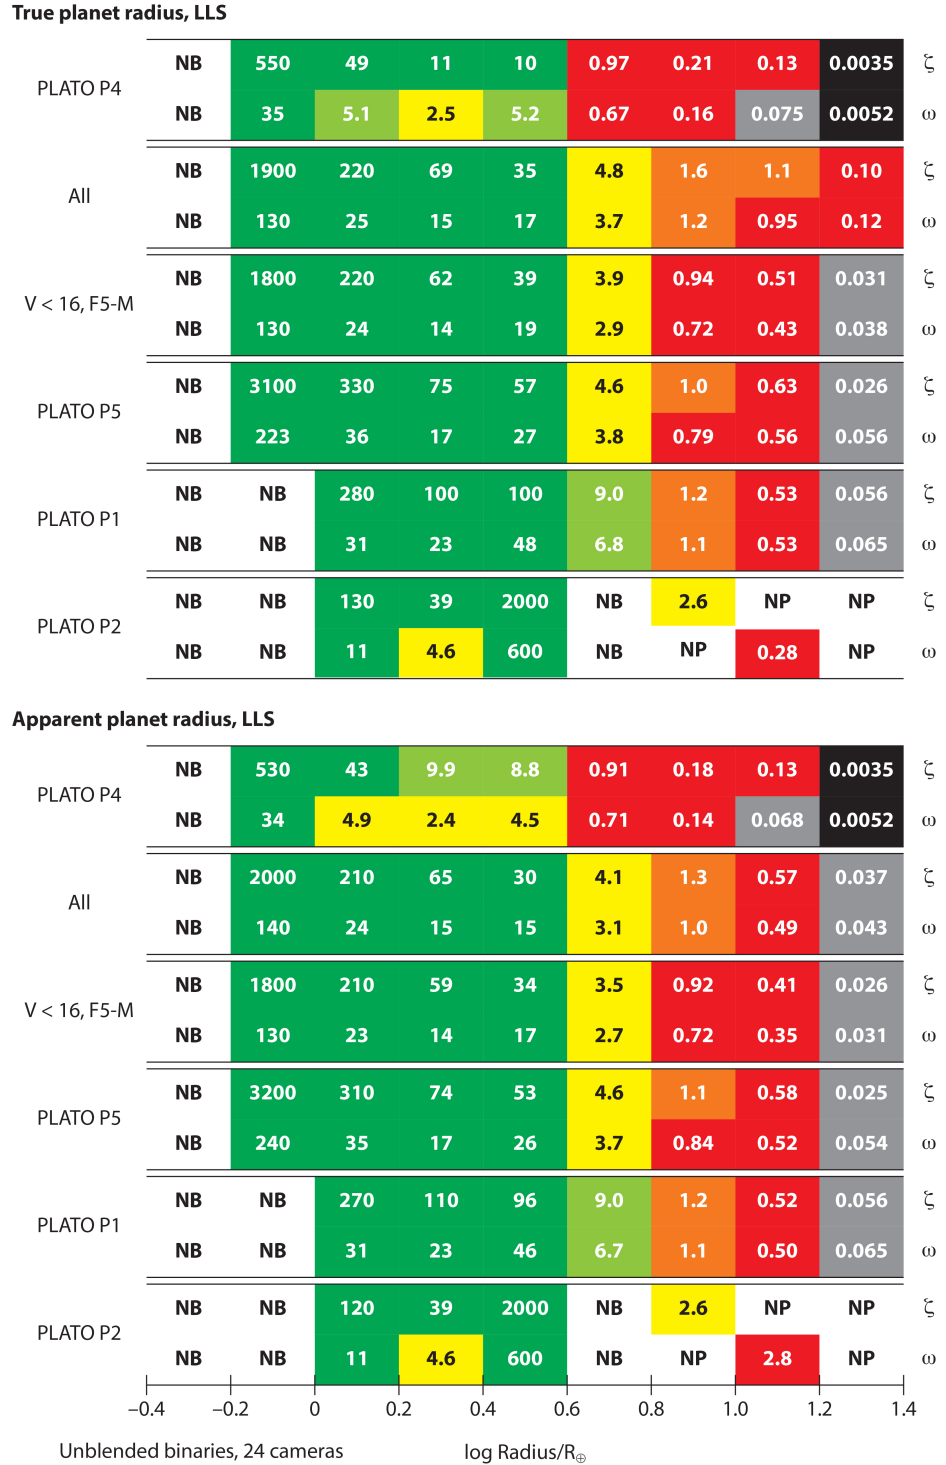 True planet radius, LLS
NB 550 49 11 10 0.97 0.21 0.13 0.0035 ζ
PLATO P4
NB 35 5.1 2.5 5.2 0.67 0.16 0.075 0.0052 ω
NB 1900 220 69 35 4.8 1.6 1.1 0.10 ζ
All
NB 130 25 15 17 3.7 1.2 0.95 0.12 ω
NB 1800 220 62 39 3.9 0.94 0.51 0.031 ζ
V < 16, F5-M
NB 130 24 14 19 2.9 0.72 0.43 0.038 ω
NB 3100 330 75 57 4.6 1.0 0.63 0.026 ζ
PLATO P5
NB 223 36 17 27 3.8 0.79 0.56 0.056 ω
NB NB 280 100 100 9.0 1.2 0.53 0.056 ζ
PLATO P1
NB NB 31 23 48 6.8 1.1 0.53 0.065 ω
NB NB 130 39 2000 NB 2.6 NP NP ζ
PLATO P2
NB NB 11 4.6 600 NB NP 0.28 NP ω
Apparent planet radius, LLS
NB 530 43 9.9 8.8 0.91 0.18 0.13 0.0035 ζ
PLATO P4
NB 34 4.9 2.4 4.5 0.71 0.14 0.068 0.0052 ω
NB 2000 210 65 30 4.1 1.3 0.57 0.037 ζ
All
NB 140 24 15 15 3.1 1.0 0.49 0.043 ω
NB 1800 210 59 34 3.5 0.92 0.41 0.026 ζ
V < 16, F5-M
NB 130 23 14 17 2.7 0.72 0.35 0.031 ω
NB 3200 310 74 53 4.6 1.1 0.58 0.025 ζ
PLATO P5
NB 240 35 17 26 3.7 0.84 0.52 0.054 ω
NB NB 270 110 96 9.0 1.2 0.52 0.056 ζ
PLATO P1
NB NB 31 23 46 6.7 1.1 0.50 0.065 ω
NB NB 120 39 2000 NB 2.6 NP NP ζ
PLATO P2
NB NB 11 4.6 600 NB NP 2.8 NP ω
−0.4 −0.2 0 0.2 0.4 0.6 0.8 1.0 1.2 1.4
Unblended binaries, 24 cameras log Radius/R⊕